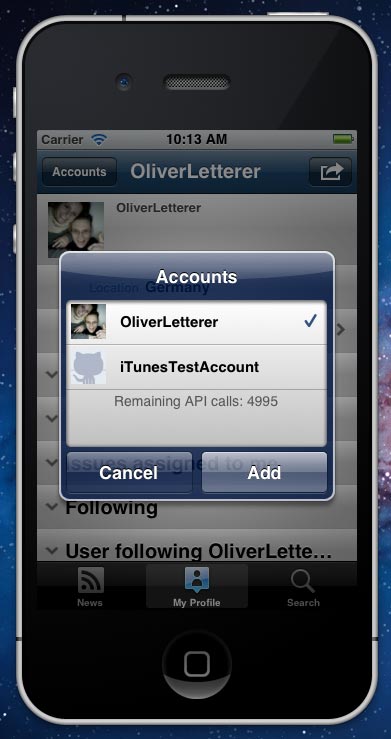 Carrier 10:13 AM
Accounts OliverLetterer
OliverLetterer
Accounts
Location Germany
OliverLetterer
iTunesTestAccount
Remaining API calls: 4995
Issues assigned to me
Cancel Add
Following
User following OliverLette...
News My Profile Search